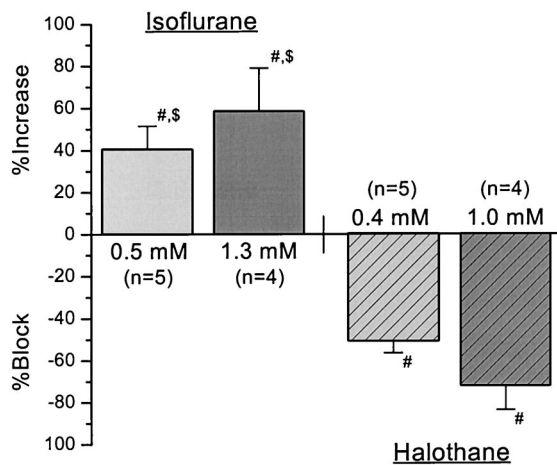 Isoflurane
%Increase
100
80
60
40
20
0
-20
-40
-60
-80
100
%Block
#,$
#,$
0.5 mM
(n=5)
1.3 mM
(n=4)
(n=5)
0.4 mM
(n=4)
1.0 mM
#
#
Halothane